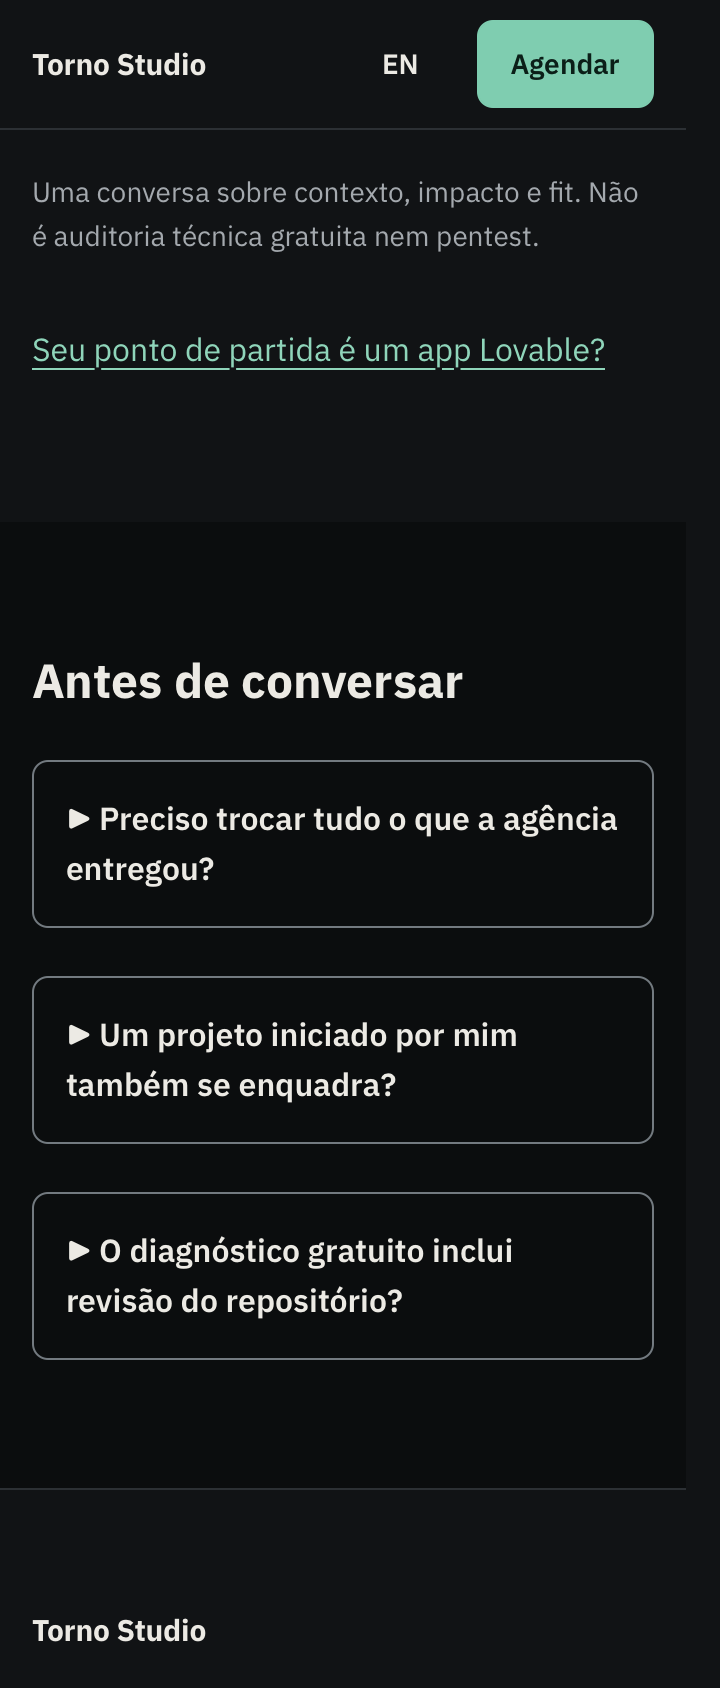 Torno Studio
EN
Agendar
Uma conversa sobre contexto, impacto e fit. Não
é auditoria técnica gratuita nem pentest.
Seu ponto de partida é um app Lovable?
Antes de conversar
Preciso trocar tudo o que a agência
entregou?
Um projeto iniciado por mim
também se enquadra?
O diagnóstico gratuito inclui
revisão do repositório?
Torno Studio